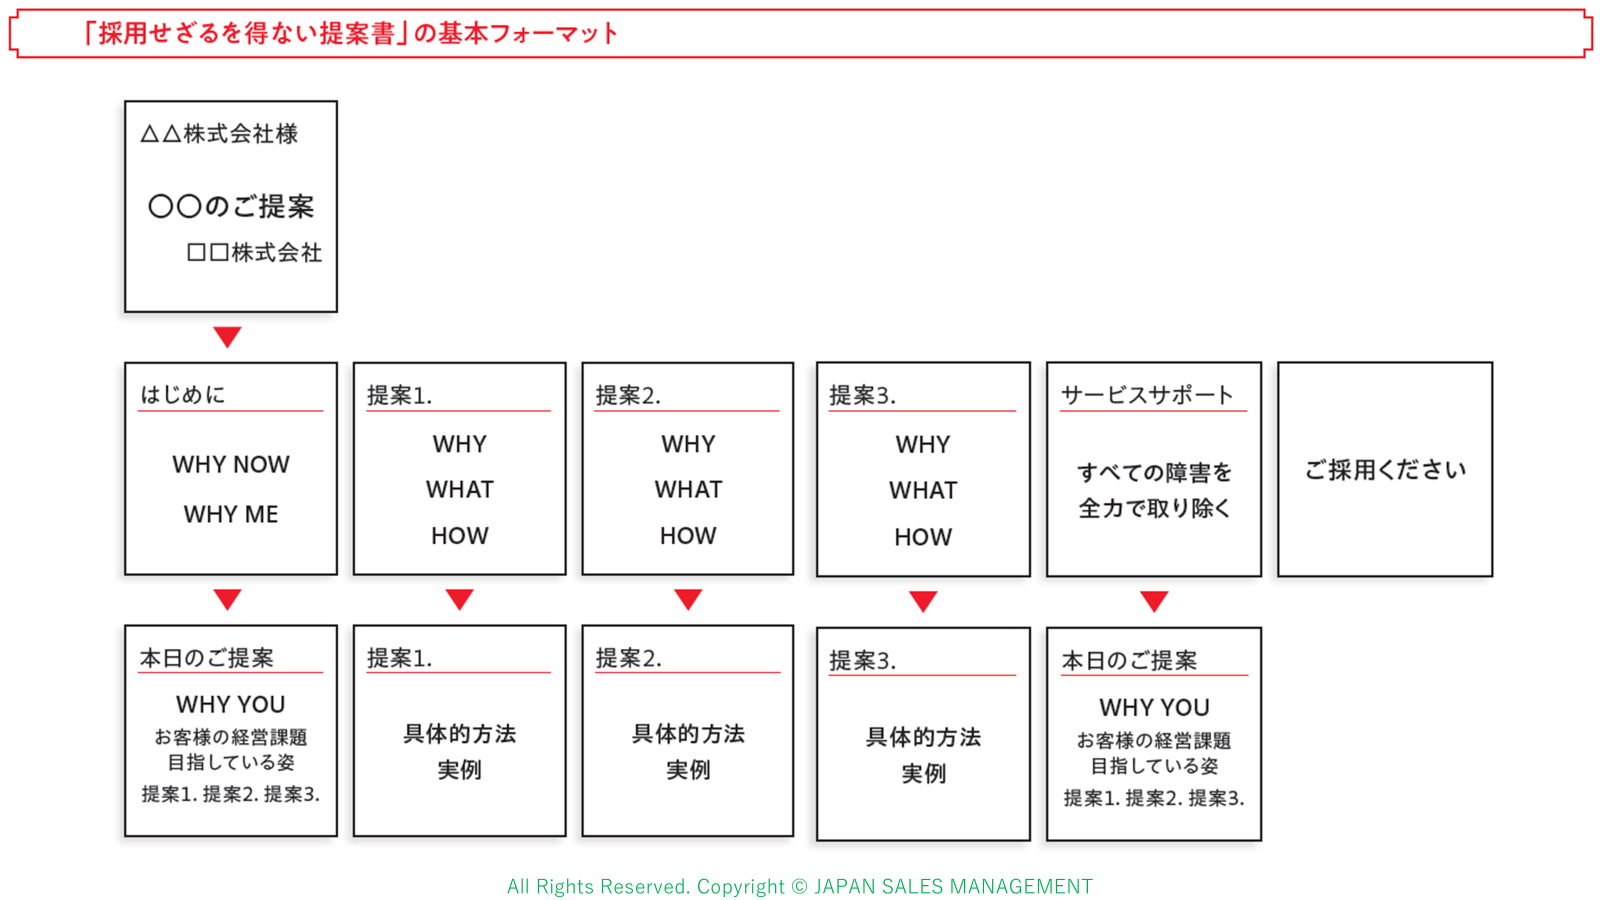 「採用せざるを得ない提案書」の基本フォーマット
△△株式会社様
〇〇のご提案
□□株式会社
はじめに
WHY NOW
WHY ME
本日のご提案
WHY YOU
お客様の経営課題
目指している姿
提案1. 提案2. 提案3.
提案1.
WHY
WHAT
HOW
提案1.
具体的方法
実例
提案2.
WHY
WHAT
HOW
提案2.
具体的方法
実例
提案3.
WHY
WHAT
HOW
提案3.
具体的方法
実例
サービスサポート
すべての障害を
全力で取り除く
本日のご提案
WHY YOU
お客様の経営課題
目指している姿
提案1. 提案2. 提案3.
ご採用ください
All Rights Reserved. Copyright © JAPAN SALES MANAGEMENT